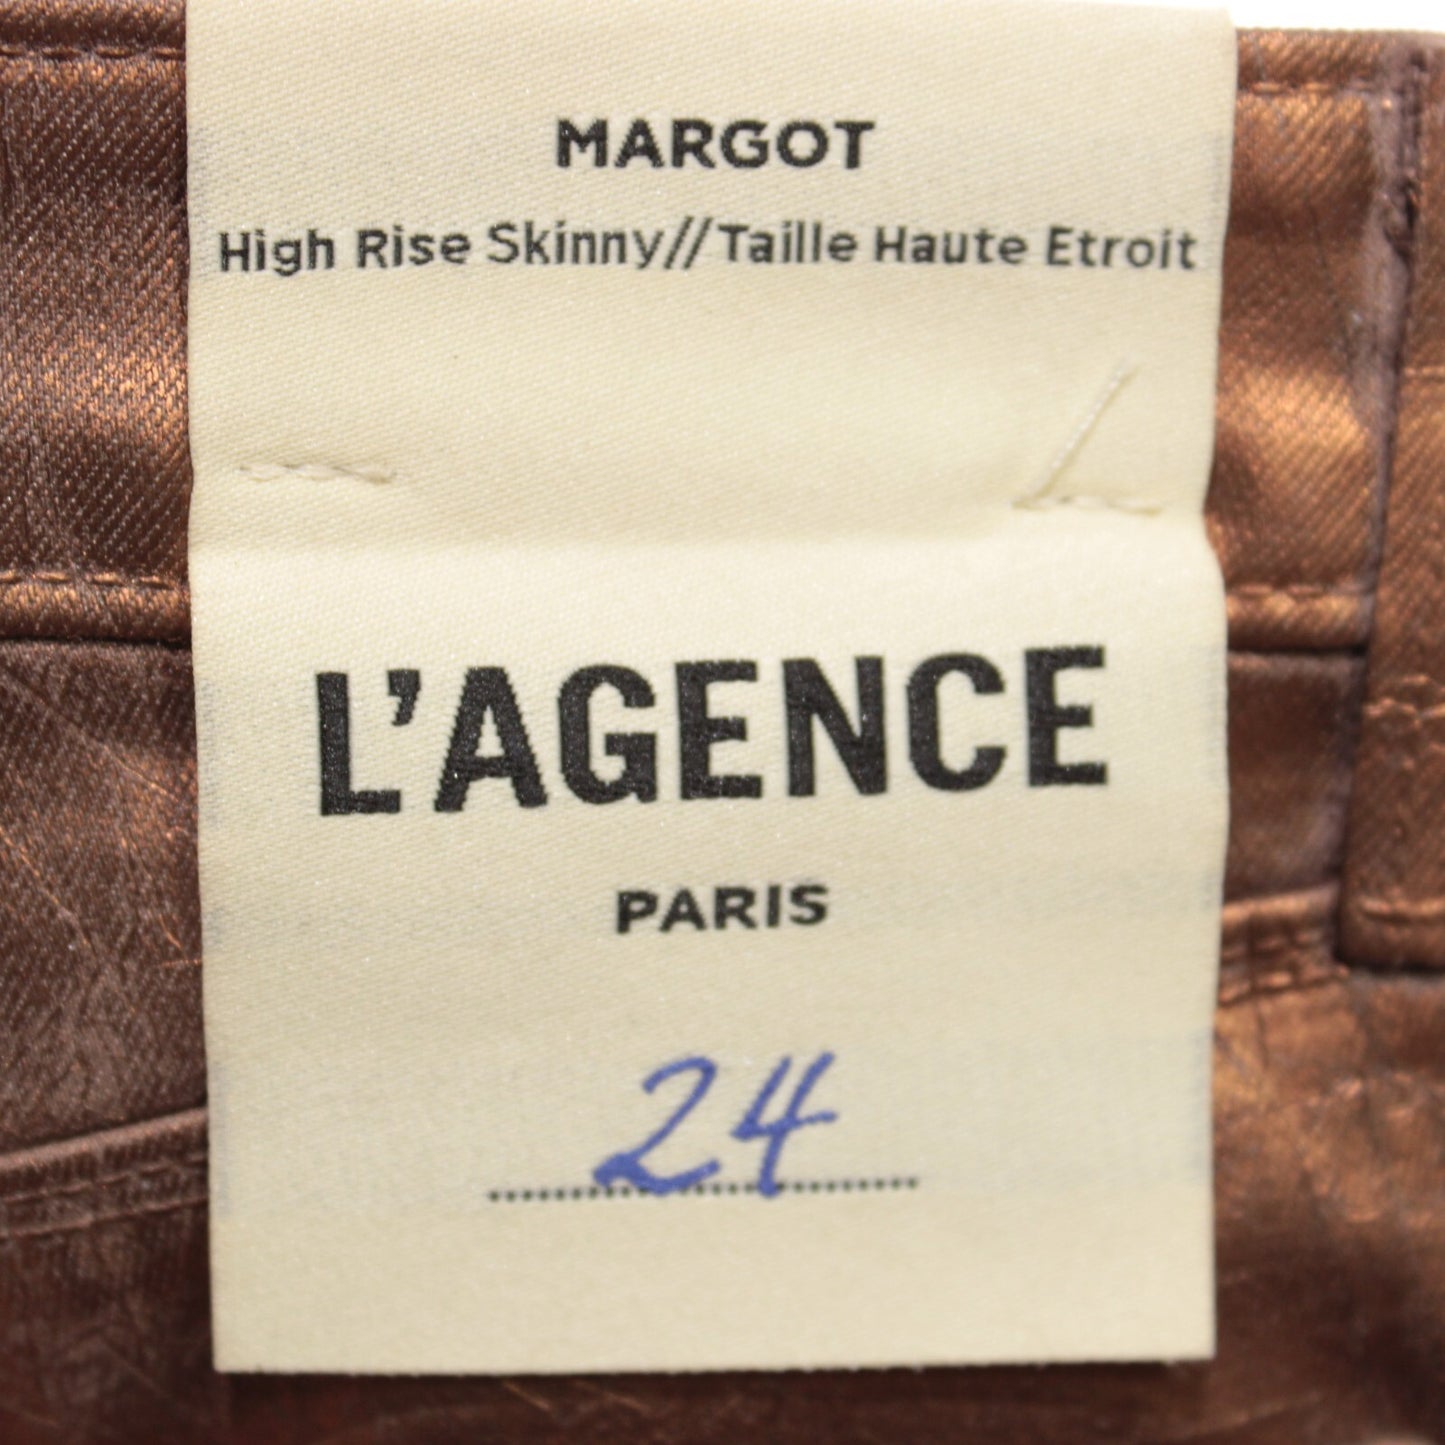 MARGOT
High Rise Skinny//Taille Haute Etroit
L'AGENCE
PARIS
24